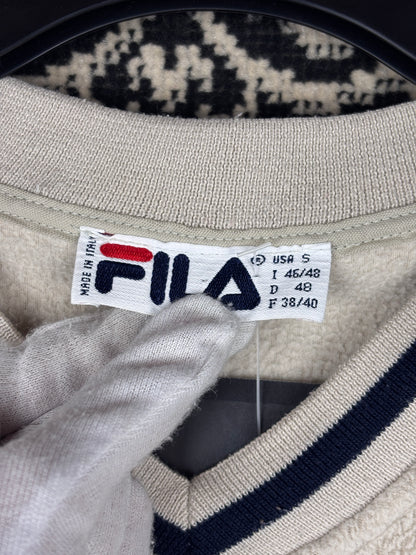 MADE IN ITALY
FILA ®
USA S
I 46/48
D 48
F 38/40